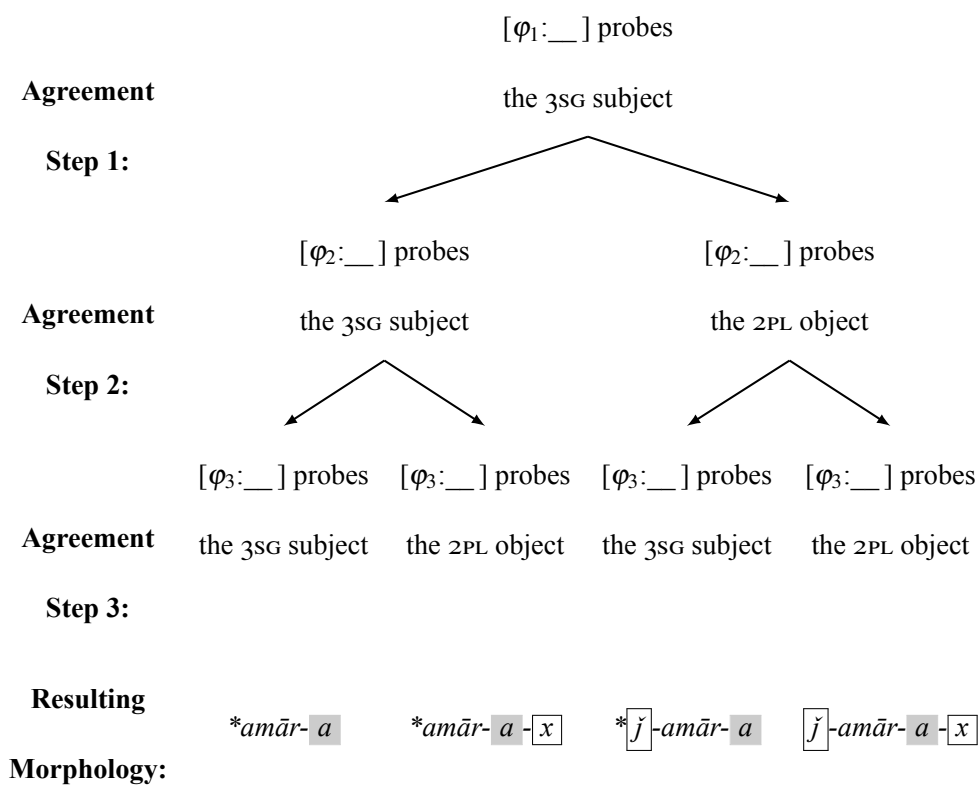 [φ₁:__ ] probes
Agreement the 3SG subject
Step 1:
[φ₂:__ ] probes [φ₂:__ ] probes
Agreement the 3SG subject the 2PL object
Step 2:
[φ₃:__ ] probes [φ₃:__ ] probes [φ₃:__ ] probes [φ₃:__ ] probes
Agreement the 3SG subject the 2PL object the 3SG subject the 2PL object
Step 3:
Resulting
*amār- a *amār- a -x *ǰ-amār- a ǰ-amār- a -x
Morphology: